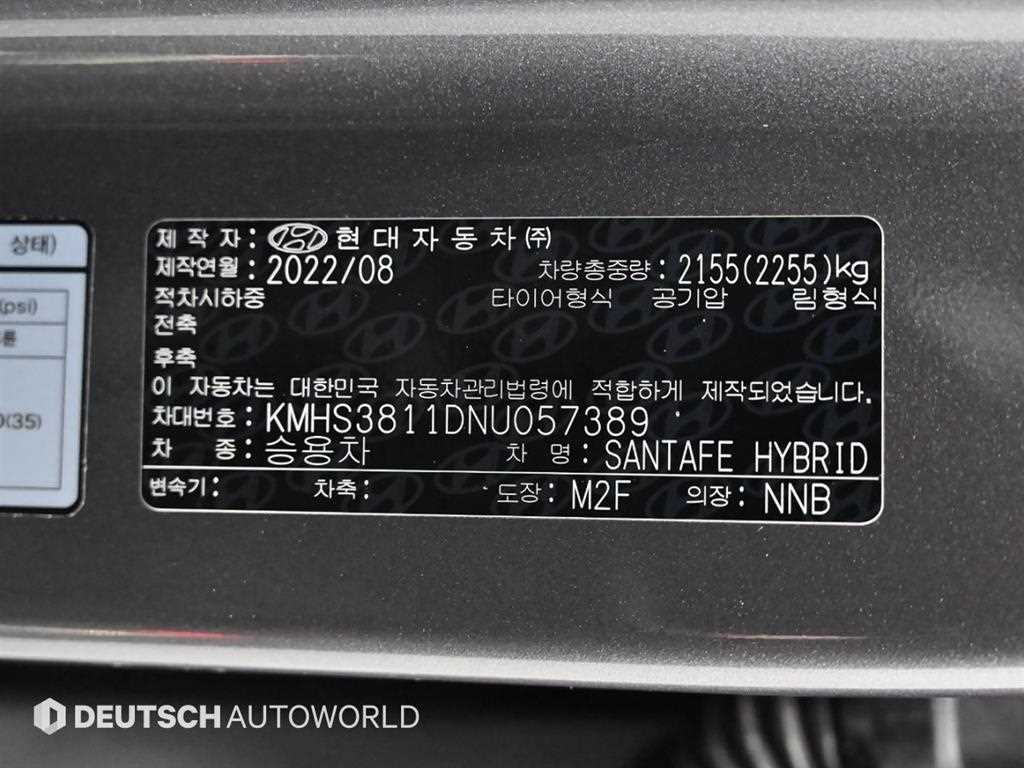 상태)
(psi)
른
0(35)
제 작 자: 현대자동차㈜
제작연월: 2022/08 차량총중량: 2155(2255)kg
적차시하중 타이어형식 공기압 림형식
전축
후축
이 자동차는 대한민국 자동차관리법령에 적합하게 제작되었습니다.
차대번호: KMHS3811DNU057389
차 종: 승용차 차 명: SANTAFE HYBRID
변속기: 차축: 도장: M2F 의장: NNB
DEUTSCH AUTOWORLD